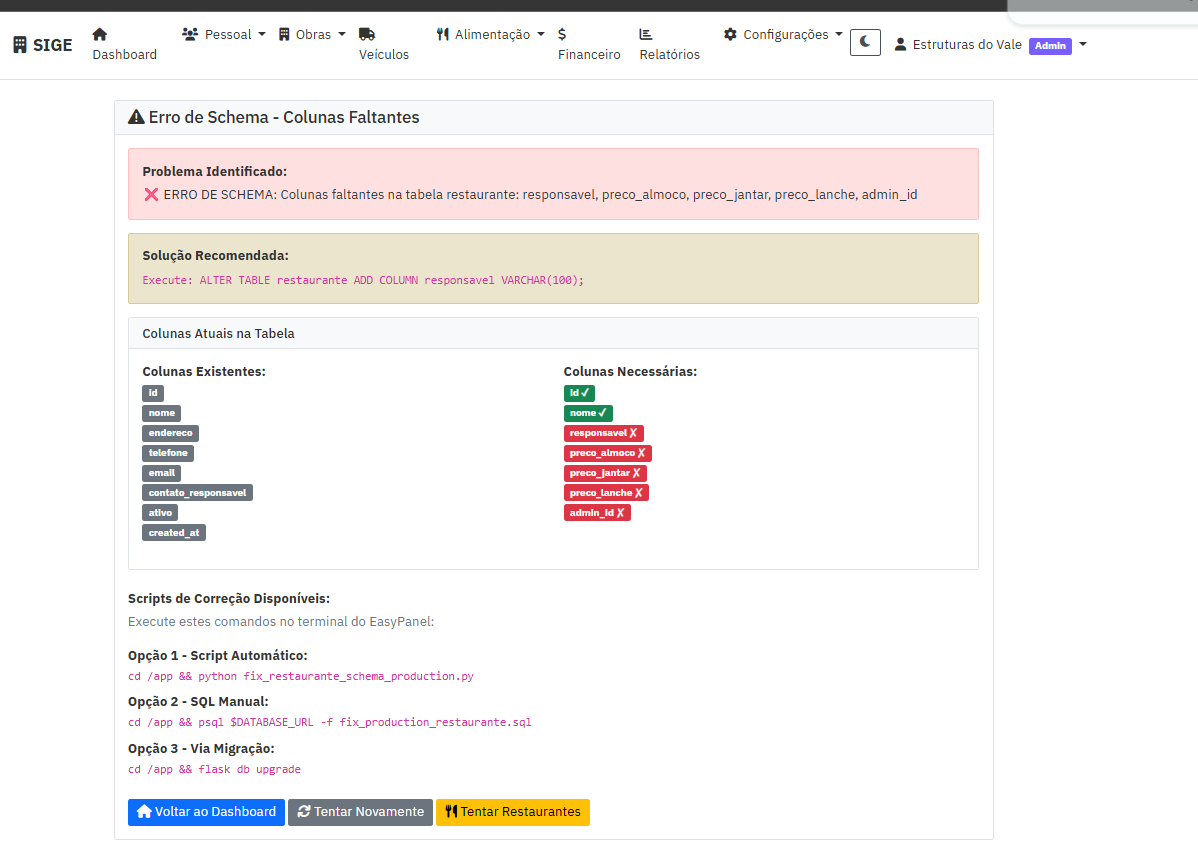 SIGE
Dashboard
Pessoal
Obras
Veículos
Alimentação
$
Financeiro
Relatórios
Configurações
Estruturas do Vale
Admin
Erro de Schema - Colunas Faltantes
Problema Identificado:
❌ ERRO DE SCHEMA: Colunas faltantes na tabela restaurante: responsavel, preco_almoco, preco_jantar, preco_lanche, admin_id
Solução Recomendada:
Execute: ALTER TABLE restaurante ADD COLUMN responsavel VARCHAR(100);
Colunas Atuais na Tabela
Colunas Existentes:
id
nome
endereco
telefone
email
contato_responsavel
ativo
created_at
Colunas Necessárias:
id ✓
nome ✓
responsavel ✗
preco_almoco ✗
preco_jantar ✗
preco_lanche ✗
admin_id ✗
Scripts de Correção Disponíveis:
Execute estes comandos no terminal do EasyPanel:
Opção 1 - Script Automático:
cd /app && python fix_restaurante_schema_production.py
Opção 2 - SQL Manual:
cd /app && psql $DATABASE_URL -f fix_production_restaurante.sql
Opção 3 - Via Migração:
cd /app && flask db upgrade
Voltar ao Dashboard
Tentar Novamente
Tentar Restaurantes